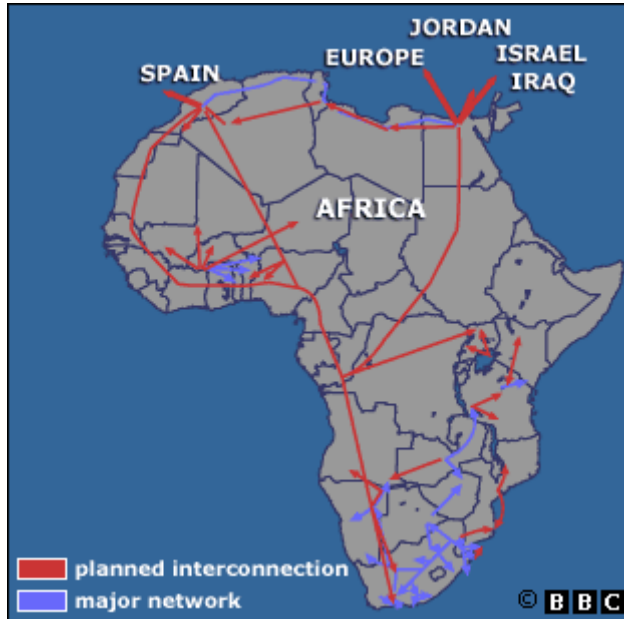 JORDAN
EUROPE ISRAEL
SPAIN IRAQ
AFRICA
planned interconnection
major network
© BBC